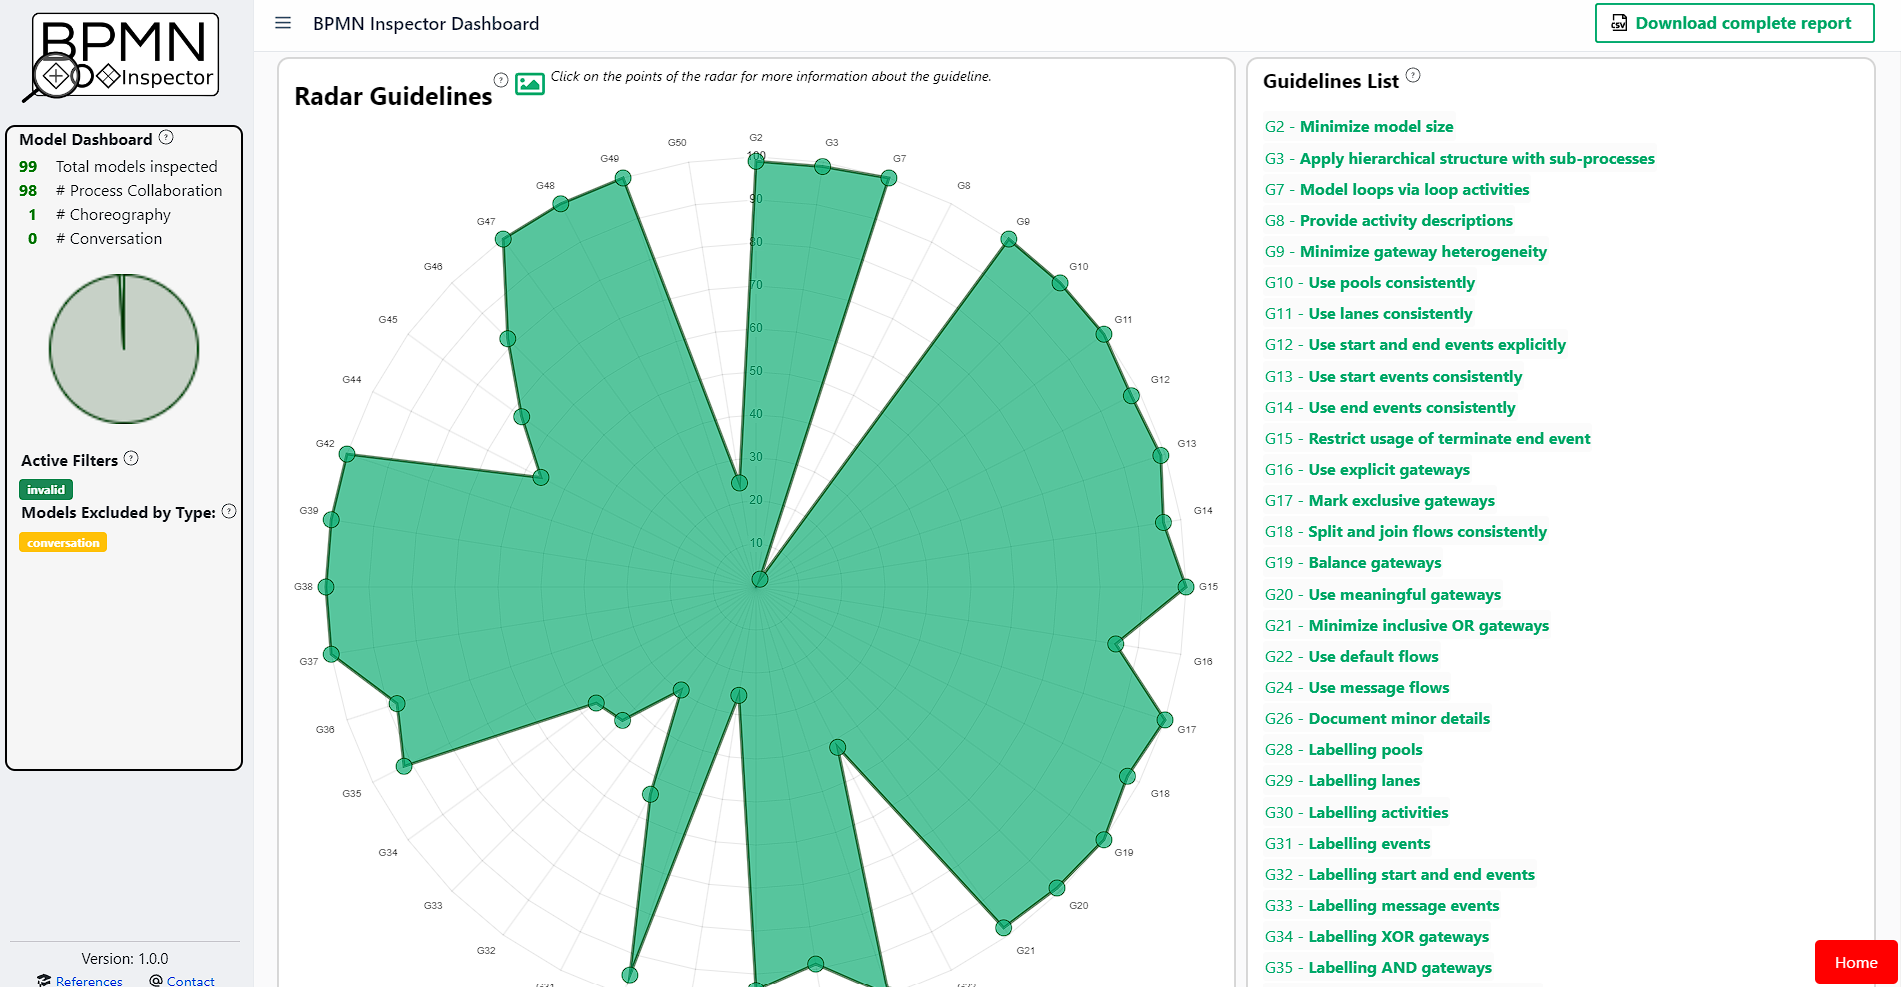 BPMN
Inspector
BPMN Inspector Dashboard
Download complete report
Model Dashboard ?
99 Total models inspected
98 # Process Collaboration
1 # Choreography
0 # Conversation
Active Filters ?
invalid
Models Excluded by Type: ?
conversation
Version: 1.0.0
References
Contact
Radar Guidelines ?
Click on the points of the radar for more information about the guideline.
G2
G3
G7
G8
G9
G10
G11
G12
G13
G14
G15
G16
G17
G18
G19
G20
G21
G31
G32
G33
G34
G35
G36
G37
G38
G39
G42
G44
G45
G46
G47
G48
G49
G50
100
90
80
70
60
50
40
30
20
10
Guidelines List ?
G2 - Minimize model size
G3 - Apply hierarchical structure with sub-processes
G7 - Model loops via loop activities
G8 - Provide activity descriptions
G9 - Minimize gateway heterogeneity
G10 - Use pools consistently
G11 - Use lanes consistently
G12 - Use start and end events explicitly
G13 - Use start events consistently
G14 - Use end events consistently
G15 - Restrict usage of terminate end event
G16 - Use explicit gateways
G17 - Mark exclusive gateways
G18 - Split and join flows consistently
G19 - Balance gateways
G20 - Use meaningful gateways
G21 - Minimize inclusive OR gateways
G22 - Use default flows
G24 - Use message flows
G26 - Document minor details
G28 - Labelling pools
G29 - Labelling lanes
G30 - Labelling activities
G31 - Labelling events
G32 - Labelling start and end events
G33 - Labelling message events
G34 - Labelling XOR gateways
G35 - Labelling AND gateways
Home